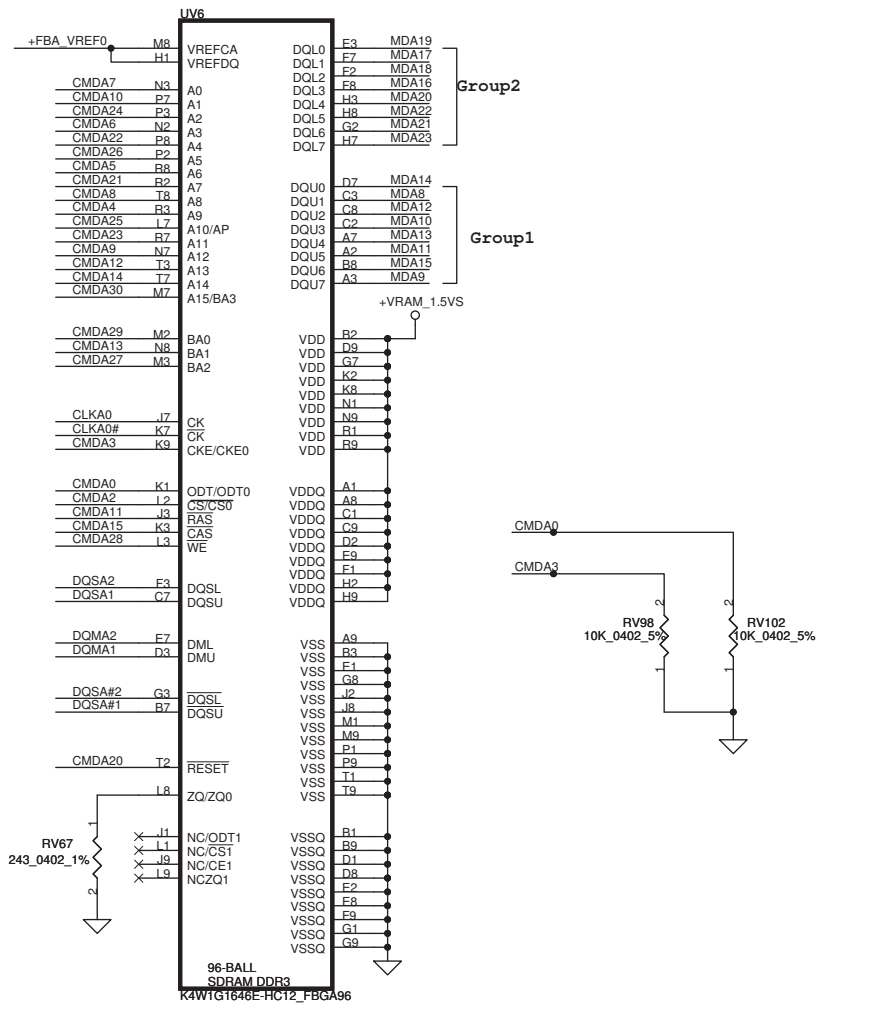 UV6
+FBA_VREF0 M8 VREFCA DQL0 E3 MDA19
H1 VREFDQ DQL1 F7 MDA17
DQL2 F2 MDA18
CMDA7 N3 A0 DQL3 F8 MDA16
Group2
CMDA10 P7 A1 DQL4 H3 MDA20
CMDA24 P3 A2 DQL5 H8 MDA22
CMDA6 N2 A3 DQL6 G2 MDA21
CMDA22 P8 A4 DQL7 H7 MDA23
CMDA26 P2 A5
CMDA5 R8 A6
CMDA21 R2 A7 DQU0 D7 MDA14
CMDA8 T8 A8 DQU1 C3 MDA8
CMDA4 R3 A9 DQU2 C8 MDA12
CMDA25 L7 A10/AP DQU3 C2 MDA10
Group1
CMDA23 R7 A11 DQU4 A7 MDA13
CMDA9 N7 A12 DQU5 A2 MDA11
CMDA12 T3 A13 DQU6 B8 MDA15
CMDA14 T7 A14 DQU7 A3 MDA9
CMDA30 M7 A15/BA3
+VRAM_1.5VS
CMDA29 M2 BA0 VDD B2
CMDA13 N8 BA1 VDD D9
CMDA27 M3 BA2 VDD G7
VDD K2
VDD K8
VDD N1
CLKA0 J7 CK VDD N9
CLKA0# K7 CK VDD R1
CMDA3 K9 CKE/CKE0 VDD R9
CMDA0 K1 ODT/ODT0 VDDQ A1
CMDA2 L2 CS/CS0 VDDQ A8
CMDA11 J3 RAS VDDQ C1
CMDA15 K3 CAS VDDQ C9
CMDA28 L3 WE VDDQ D2
VDDQ E9
VDDQ F1
DQSA2 F3 DQSL VDDQ H2
DQSA1 C7 DQSU VDDQ H9
DQMA2 E7 DML VSS A9
DQMA1 D3 DMU VSS B3
VSS E1
VSS G8
DQSA#2 G3 DQSL VSS J2
DQSA#1 B7 DQSU VSS J8
VSS M1
VSS M9
VSS P1
CMDA20 T2 RESET VSS P9
VSS T1
L8 ZQ/ZQ0 VSS T9
J1 NC/ODT1 VSSQ B1
L1 NC/CS1 VSSQ B9
J9 NC/CE1 VSSQ D1
L9 NCZQ1 VSSQ D8
VSSQ E2
VSSQ E8
VSSQ F9
VSSQ G1
VSSQ G9
1
RV67
243_0402_1%
2
96-BALL
SDRAM DDR3
K4W1G1646E-HC12_FBGA96
CMDA0
CMDA3
2 2
RV98 RV102
10K_0402_5% 10K_0402_5%
1 1